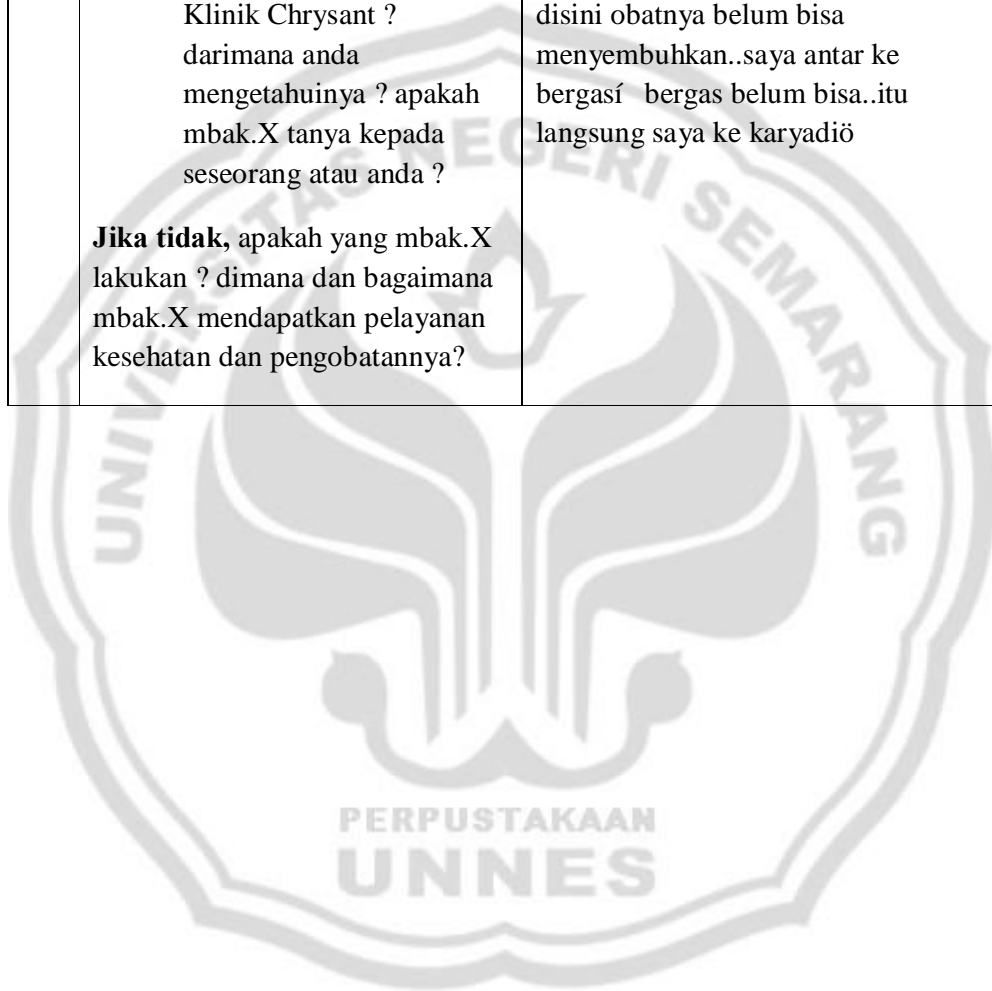 Klinik Chrysant ?
darimana anda
mengetahuinya ? apakah
mbak.X tanya kepada
seseorang atau anda ?
Jika tidak, apakah yang mbak.X
lakukan ? dimana dan bagaimana
mbak.X mendapatkan pelayanan
kesehatan dan pengobatannya?
disini obatnya belum bisa
menyembuhkan..saya antar ke
bergasí bergas belum bisa..itu
langsung saya ke karyadiö
UNIVERSITAS NEGERI SEMARANG
PERPUSTAKAAN
UNNES